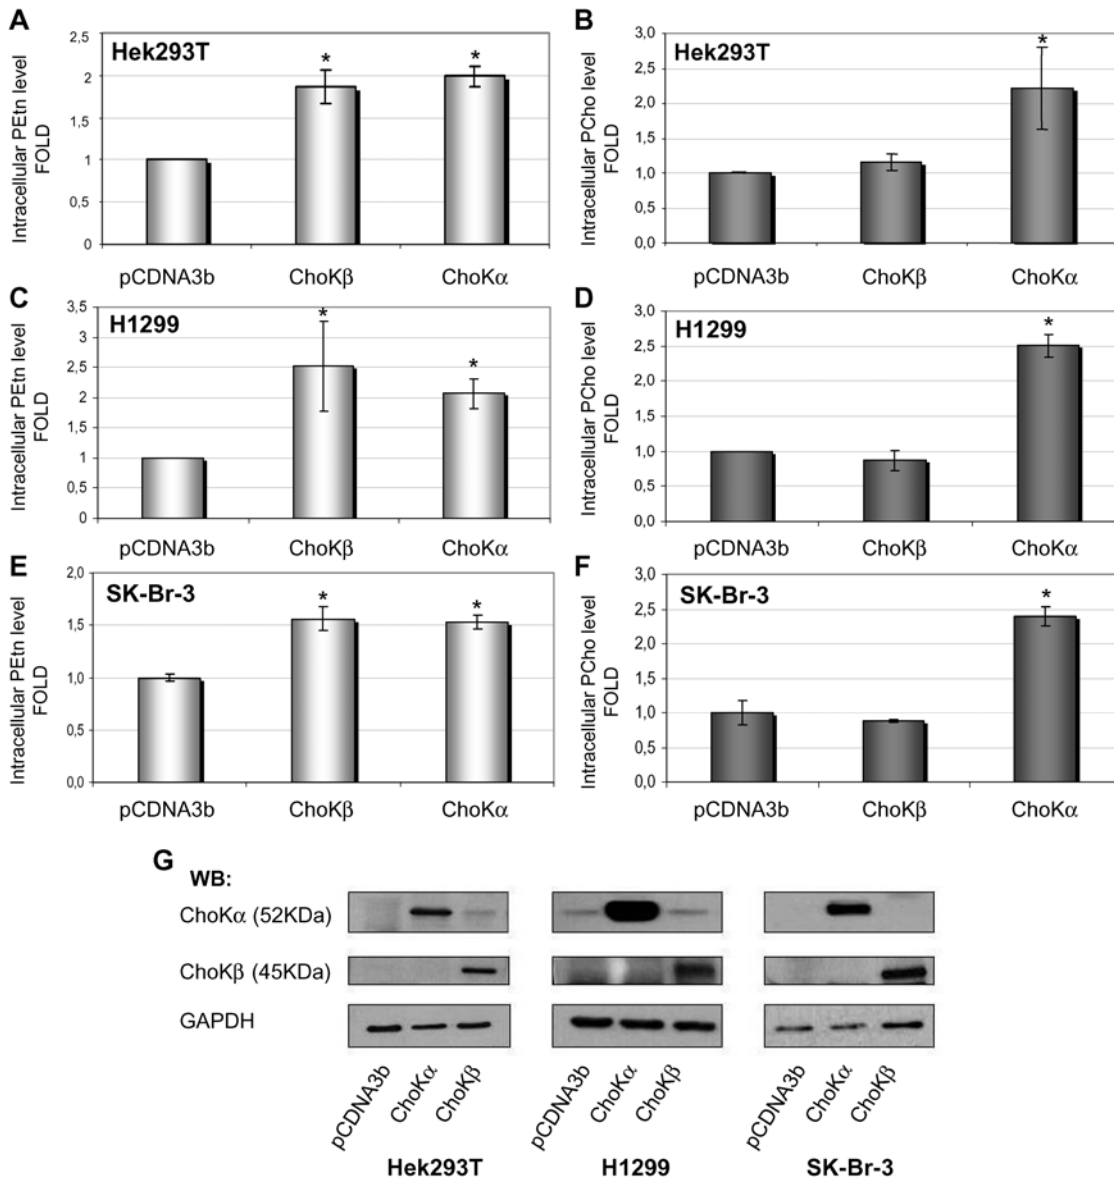 A
Intracellular PEtn level
FOLD
Hek293T
2,5
2
1,5
1
0,5
0
*
*
pCDNA3b ChoKβ ChoKα
B
Intracellular PCho level
FOLD
Hek293T
3,0
2,5
2,0
1,5
1,0
0,5
0,0
*
pCDNA3b ChoKβ ChoKα
C
Intracellular PEtn level
FOLD
H1299
3,5
3
2,5
2
1,5
1
0,5
0
*
*
pCDNA3b ChoKβ ChoKα
D
Intracellular PCho level
FOLD
H1299
3,0
2,5
2,0
1,5
1,0
0,5
0,0
*
pCDNA3b ChoKβ ChoKα
E
Intracellular PEtn level
FOLD
SK-Br-3
2,0
1,5
1,0
0,5
0,0
*
*
pCDNA3b ChoKβ ChoKα
F
Intracellular PCho level
FOLD
SK-Br-3
3,0
2,5
2,0
1,5
1,0
0,5
0,0
*
pCDNA3b ChoKβ ChoKα
G
WB:
ChoKα (52KDa)
ChoKβ (45KDa)
GAPDH
pCDNA3b ChoKα ChoKβ
pCDNA3b ChoKα ChoKβ
pCDNA3b ChoKα ChoKβ
Hek293T H1299 SK-Br-3